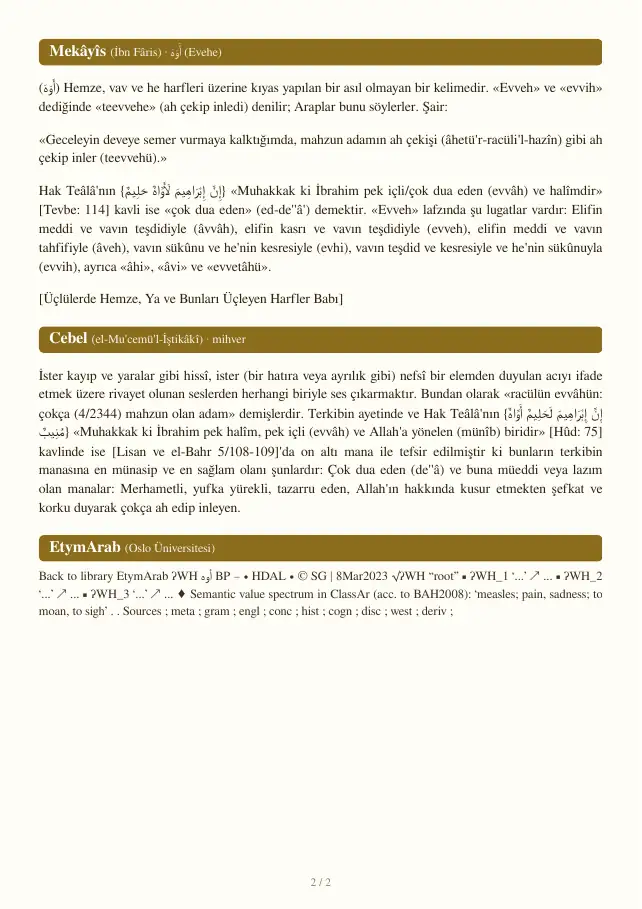 Mekâyîs (İbn Fâris) · أَوَّه (Evehe)
(أَوَّهَ) Hemze, vav ve he harfleri üzerine kıyas yapılan bir asıl olmayan bir kelimedir. «Evveh» ve «evvih»
dediğinde «teevvehe» (ah çekip inledi) denilir; Araplar bunu söylerler. Şair:
«Geceleyin deveye semer vurmaya kalktığımda, mahzun adamın ah çekişi (âhetü'r-racüli'l-hazîn) gibi ah
çekip inler (teevvehü).»
Hak Teâlâ'nın {إِنَّ إِبْرَاهِيمَ لَأَوَّاهٌ حَلِيمٌ} «Muhakkak ki İbrahim pek içli/çok dua eden (evvâh) ve halîmdir»
[Tevbe: 114] kavli ise «çok dua eden» (ed-de''â') demektir. «Evveh» lafzında şu lugatlar vardır: Elifin
meddi ve vavın teşdidiyle (âvvâh), elifin kasrı ve vavın teşdidiyle (evveh), elifin meddi ve vavın
tahfifiyle (âveh), vavın sükûnu ve he'nin kesresiyle (evhi), vavın teşdid ve kesresiyle ve he'nin sükûnuyla
(evvih), ayrıca «âhi», «âvi» ve «evvetâhü».
[Üçlülerde Hemze, Ya ve Bunları Üçleyen Harfler Babı]
Cebel (el-Mu'cemü'l-İştikâkî) · mihver
İster kayıp ve yaralar gibi hissî, ister (bir hatıra veya ayrılık gibi) nefsî bir elemden duyulan acıyı ifade
etmek üzere rivayet olunan seslerden herhangi biriyle ses çıkarmaktır. Bundan olarak «racülün evvâhün:
çokça (4/2344) mahzun olan adam» demişlerdir. Terkibin ayetinde ve Hak Teâlâ'nın {إِنَّ إِبْرَاهِيمَ لَحَلِيمٌ أَوَّاهٌ
مُنِيبٌ} «Muhakkak ki İbrahim pek halîm, pek içli (evvâh) ve Allah'a yönelen (münîb) biridir» [Hûd: 75]
kavlinde ise [Lisan ve el-Bahr 5/108-109]'da on altı mana ile tefsir edilmiştir ki bunların terkibin
manasına en münasip ve en sağlam olanı şunlardır: Çok dua eden (de''â) ve buna müeddi veya lazım
olan manalar: Merhametli, yufka yürekli, tazarru eden, Allah'ın hakkında kusur etmekten şefkat ve
korku duyarak çokça ah edip inleyen.
EtymArab (Oslo Üniversitesi)
Back to library EtymArab ʔWH أوه BP – • HDAL • © SG | 8Mar2023 √ʔWH “root” ▪ ʔWH_1 ‘...’ ↗ ... ▪ ʔWH_2
‘...’ ↗ ... ▪ ʔWH_3 ‘...’ ↗ ... ♦ Semantic value spectrum in ClassAr (acc. to BAH2008): ‘measles; pain, sadness; to
moan, to sigh’ . . Sources ; meta ; gram ; engl ; conc ; hist ; cogn ; disc ; west ; deriv ;
2 / 2